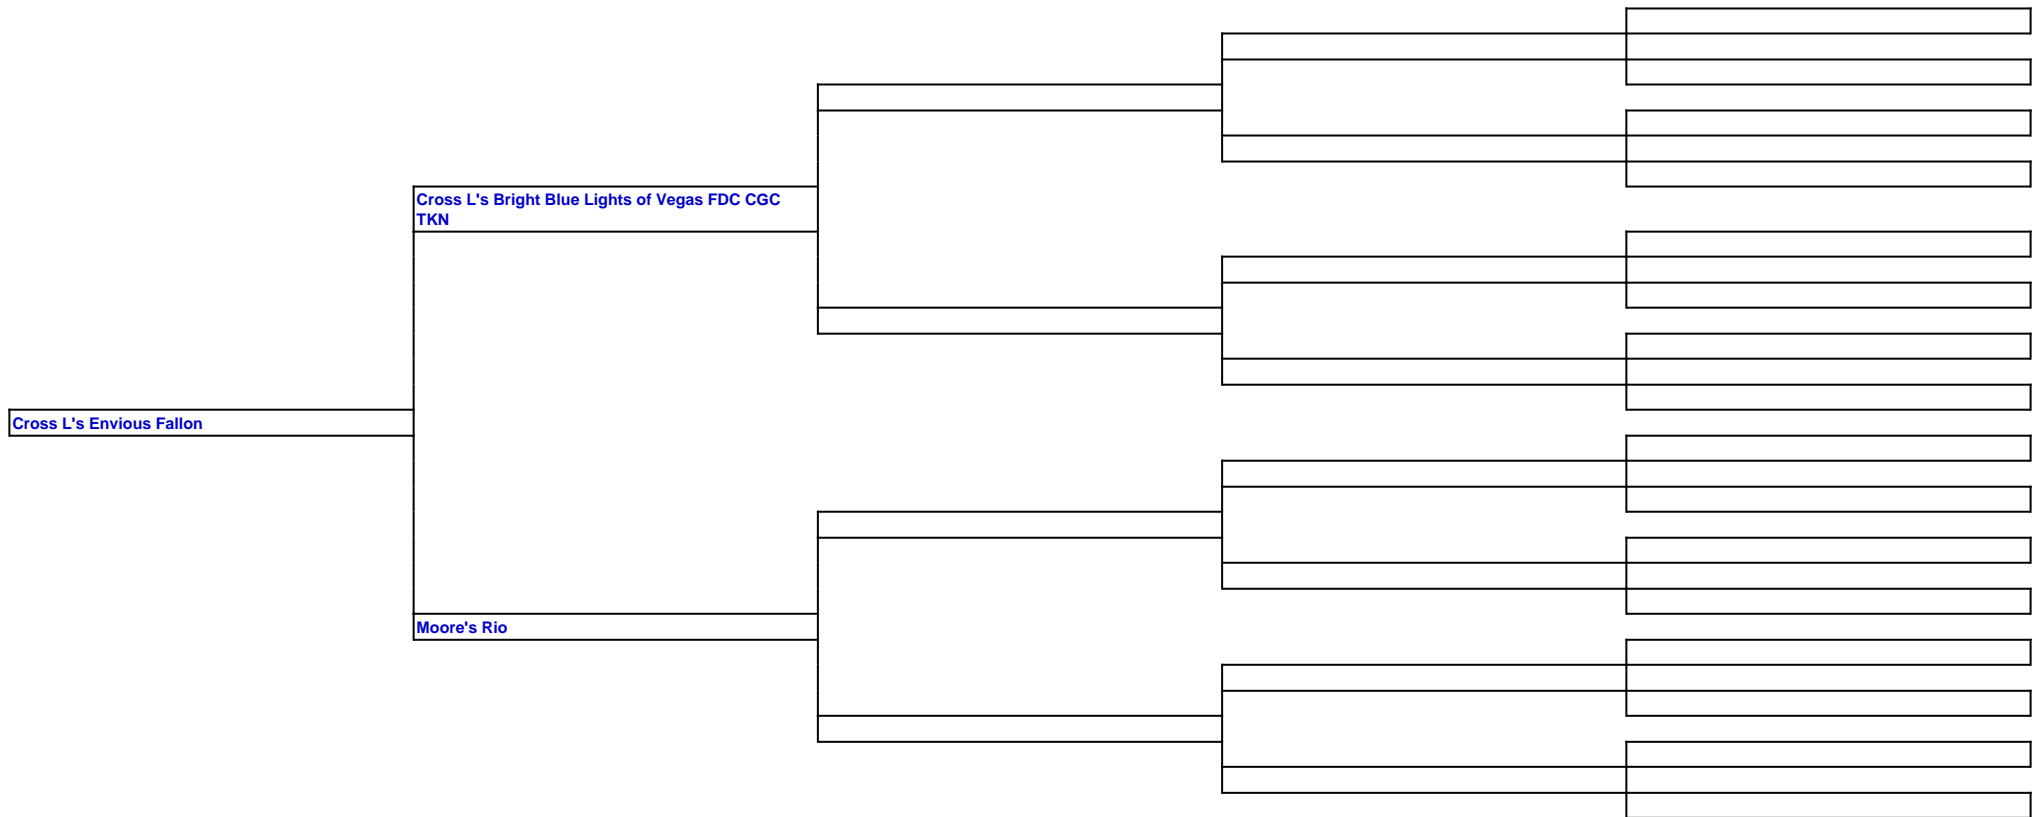 Cross L's Bright Blue Lights of Vegas FDC CGC
TKN
Cross L's Envious Fallon
Moore's Rio